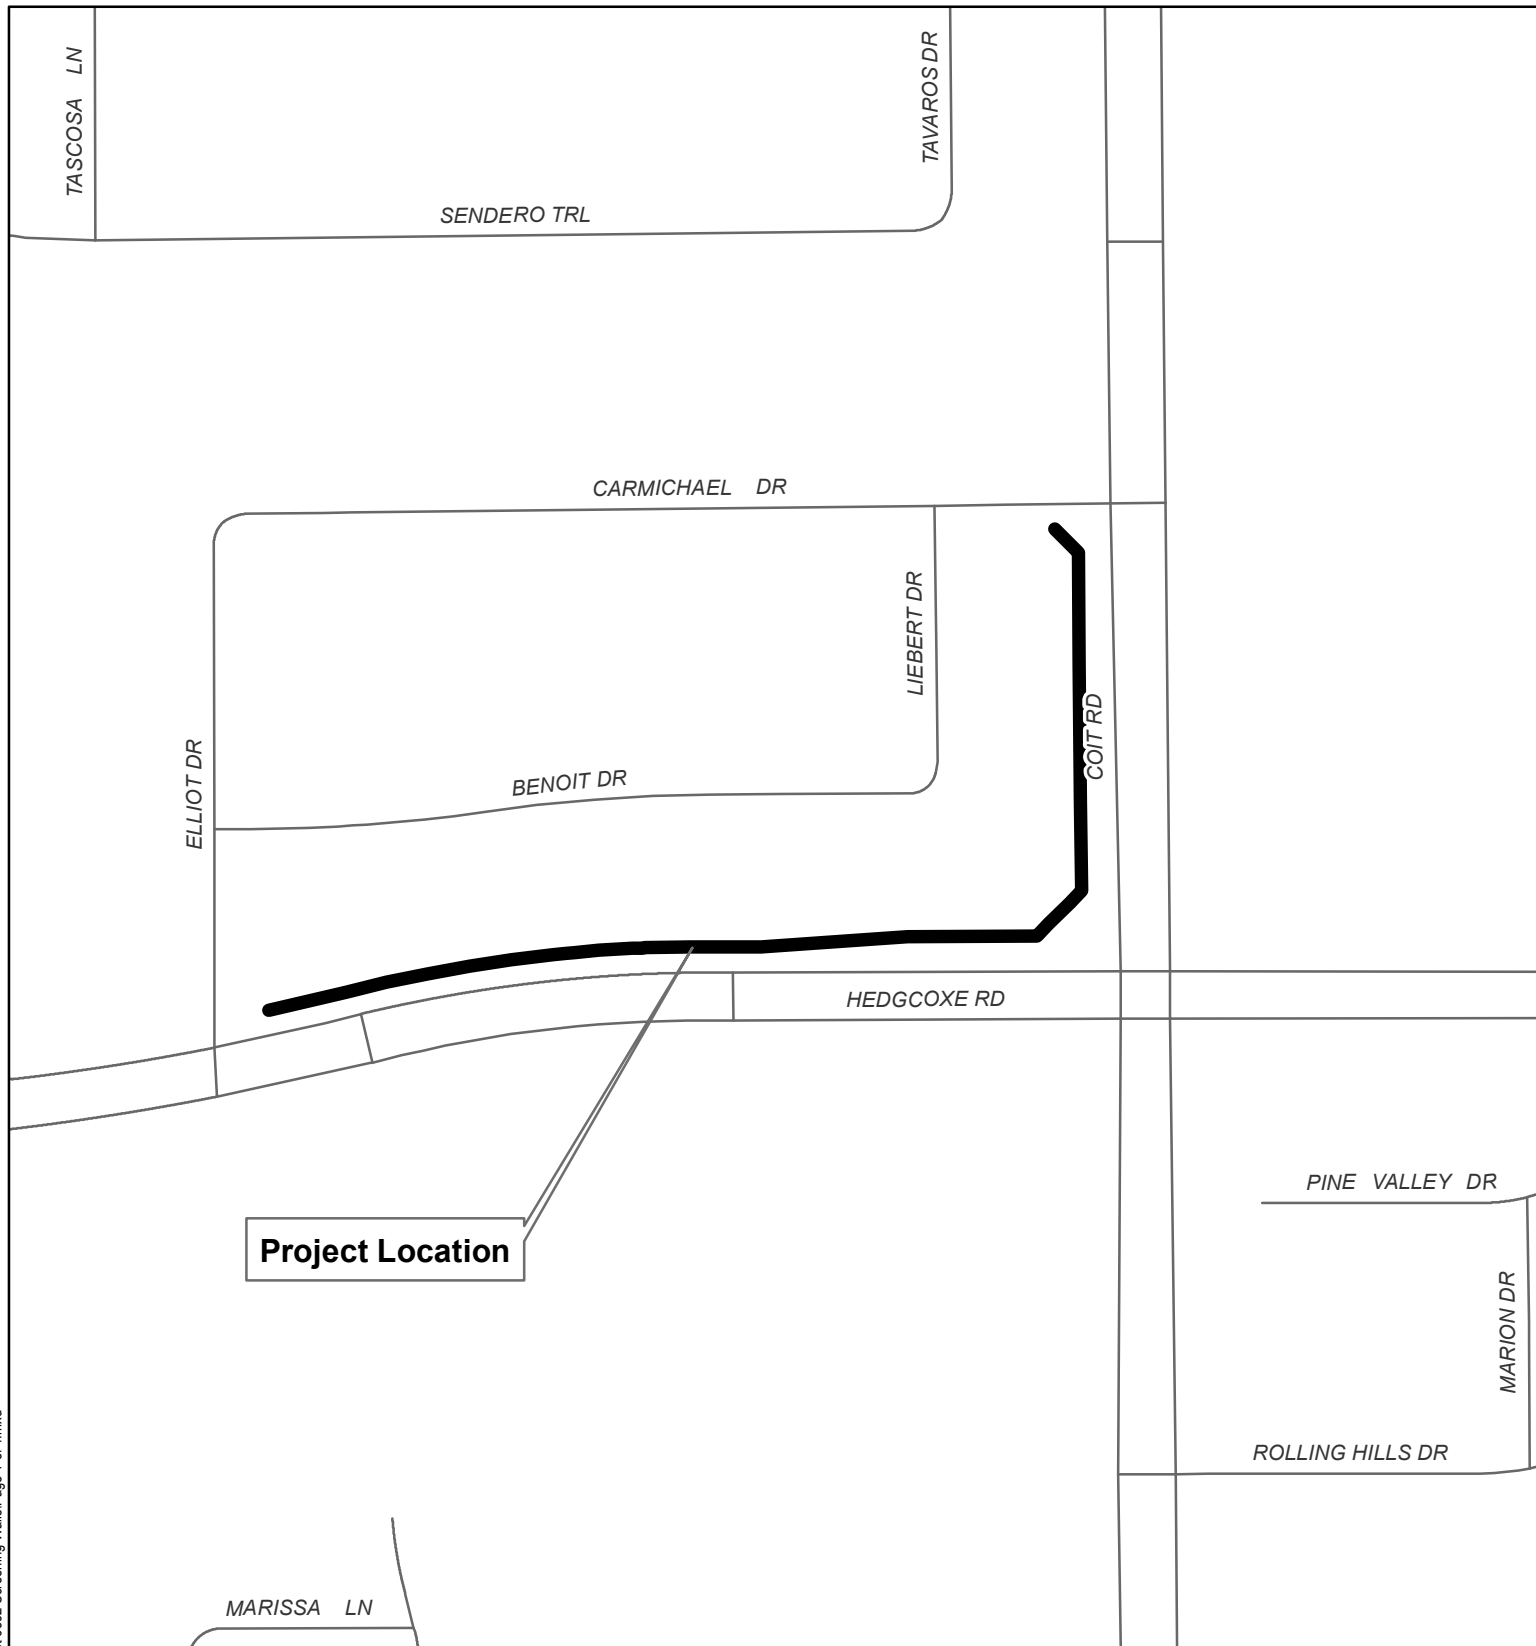 TASCOSA LN
TAVAROS DR
SENDERO TRL
CARMICHAEL DR
LIEBERT DR
COIT RD
ELLIOT DR
BENOIT DR
HEDGCOXE RD
PINE VALLEY DR
Project Location
MARION DR
ROLLING HILLS DR
MARISSA LN